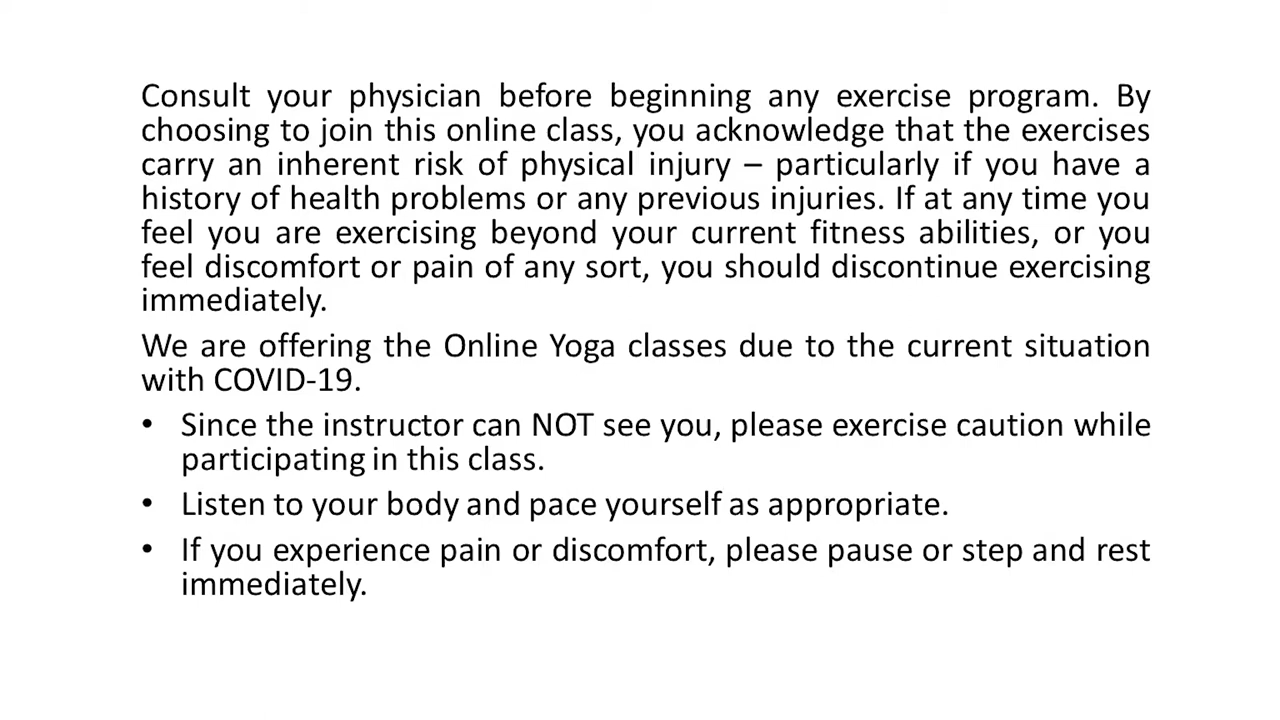 Consult your physician before beginning any exercise program. By
choosing to join this online class, you acknowledge that the exercises
carry an inherent risk of physical injury – particularly if you have a
history of health problems or any previous injuries. If at any time you
feel you are exercising beyond your current fitness abilities, or you
feel discomfort or pain of any sort, you should discontinue exercising
immediately.
We are offering the Online Yoga classes due to the current situation
with COVID-19.
• Since the instructor can NOT see you, please exercise caution while
participating in this class.
• Listen to your body and pace yourself as appropriate.
• If you experience pain or discomfort, please pause or step and rest
immediately.